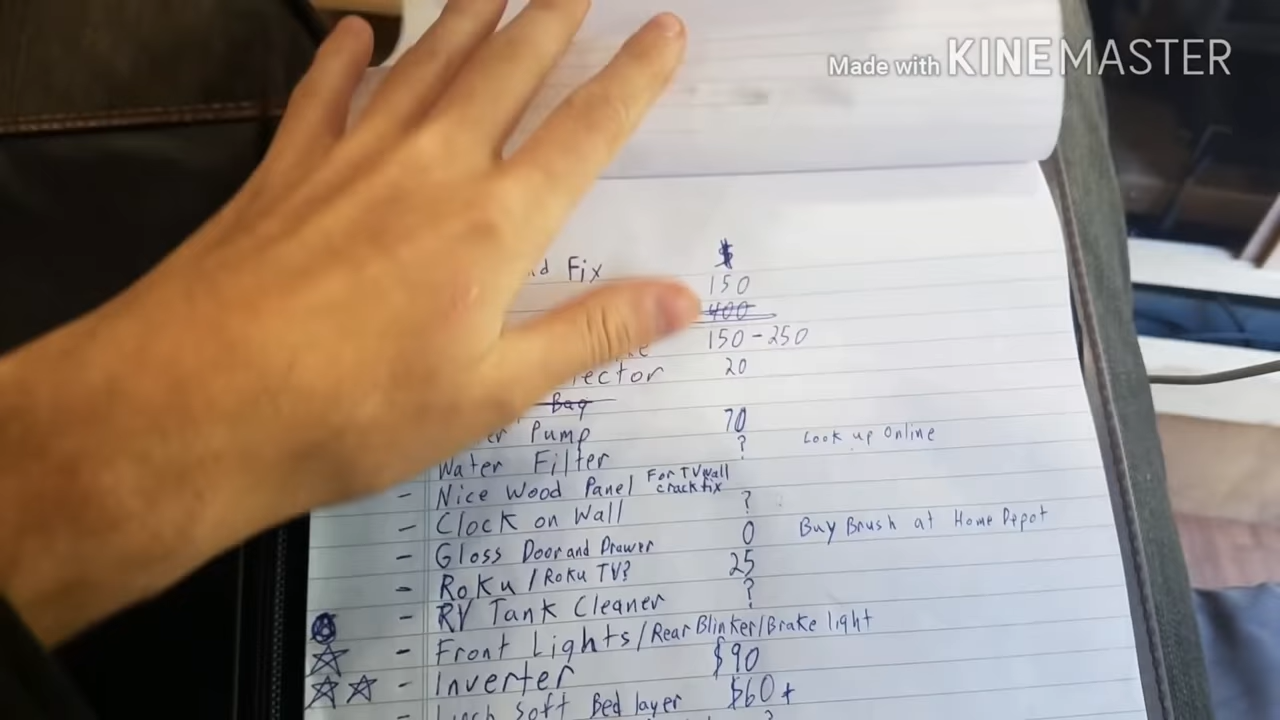 Made with KINEMASTER
$
Fix 150
400
150-250
20
Bag
Pump 70
Water Filter ? Look up Online
Nice Wood Panel For TV wall crack fix
- Clock on Wall ?
- Gloss Door and Drawer 0 Buy Brush at Home Depot
- Roku / Roku TV? 25
- RV Tank Cleaner ?
- Front Lights/Rear Blinker/Brake light
- Inverter $90
- Soft Bed layer $60+